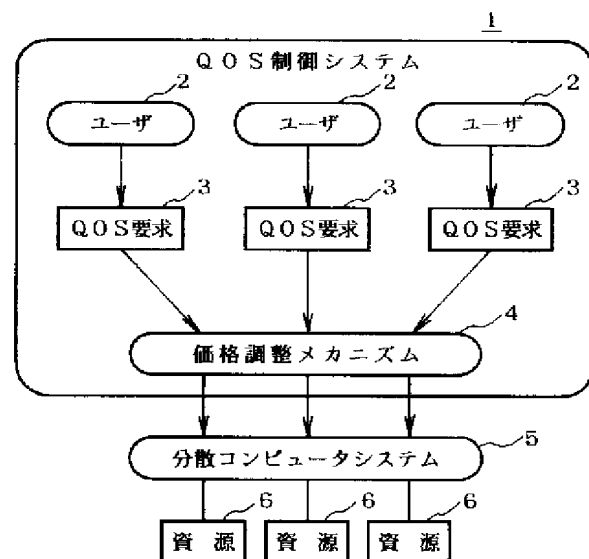 1
QOS制御システム
2 2 2
ユーザ ユーザ ユーザ
3 3 3
QOS要求 QOS要求 QOS要求
4
価格調整メカニズム
5
分散コンピュータシステム
6 6 6
資源 資源 資源